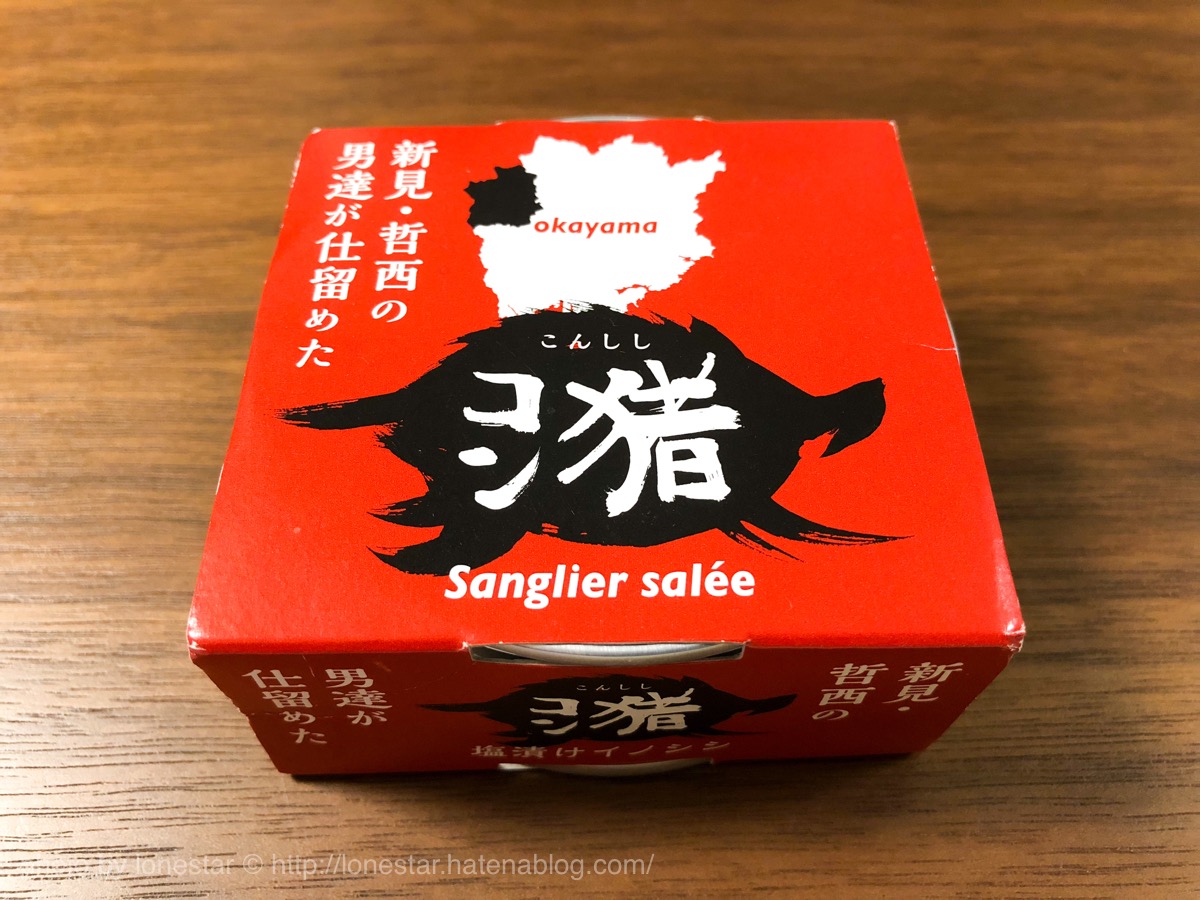 新見・哲西の
男達が仕留めた
okayama
こんしし
コン猪
Sanglier salée
新見・
哲西の
男達が
仕留めた
こんしし
コン猪
塩漬けイノシシ
by lonestar © http://lonestar.hatenablog.com/